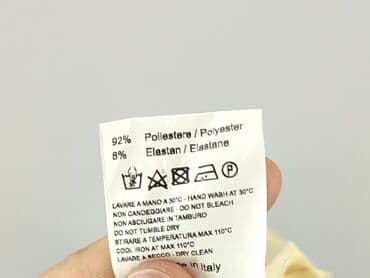 92% Poliestere / Polyester
8% Elastan / Elastane
P
LAVARE A MANO A 30°C - HAND WASH AT 30°C
NON CANDEGGIARE - DO NOT BLEACH
NON ASCIUGARE IN TAMBURO
DO NOT TUMBLE DRY
STIRARE A TEMPERATURA MAX 110°C
COOL IRON AT MAX 110°C
LAVARE A SECCO - DRY CLEAN
in Italy